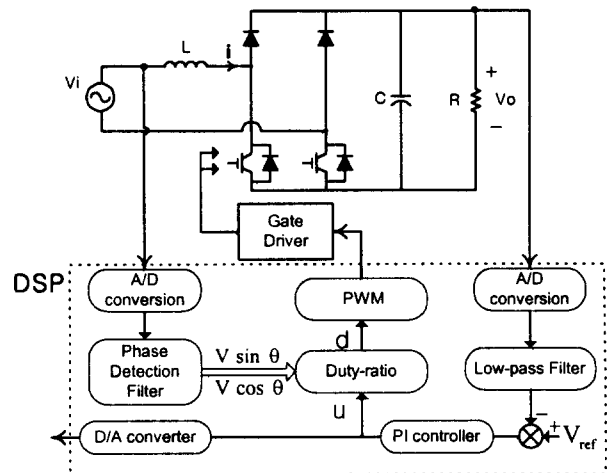 L
i
Vi
C
R
+
Vo
−
Gate
Driver
DSP
A/D
conversion
PWM
A/D
conversion
d
Phase
Detection
Filter
V sin θ
V cos θ
Duty-ratio
Low-pass Filter
u
−
D/A converter
PI controller
+ Vref